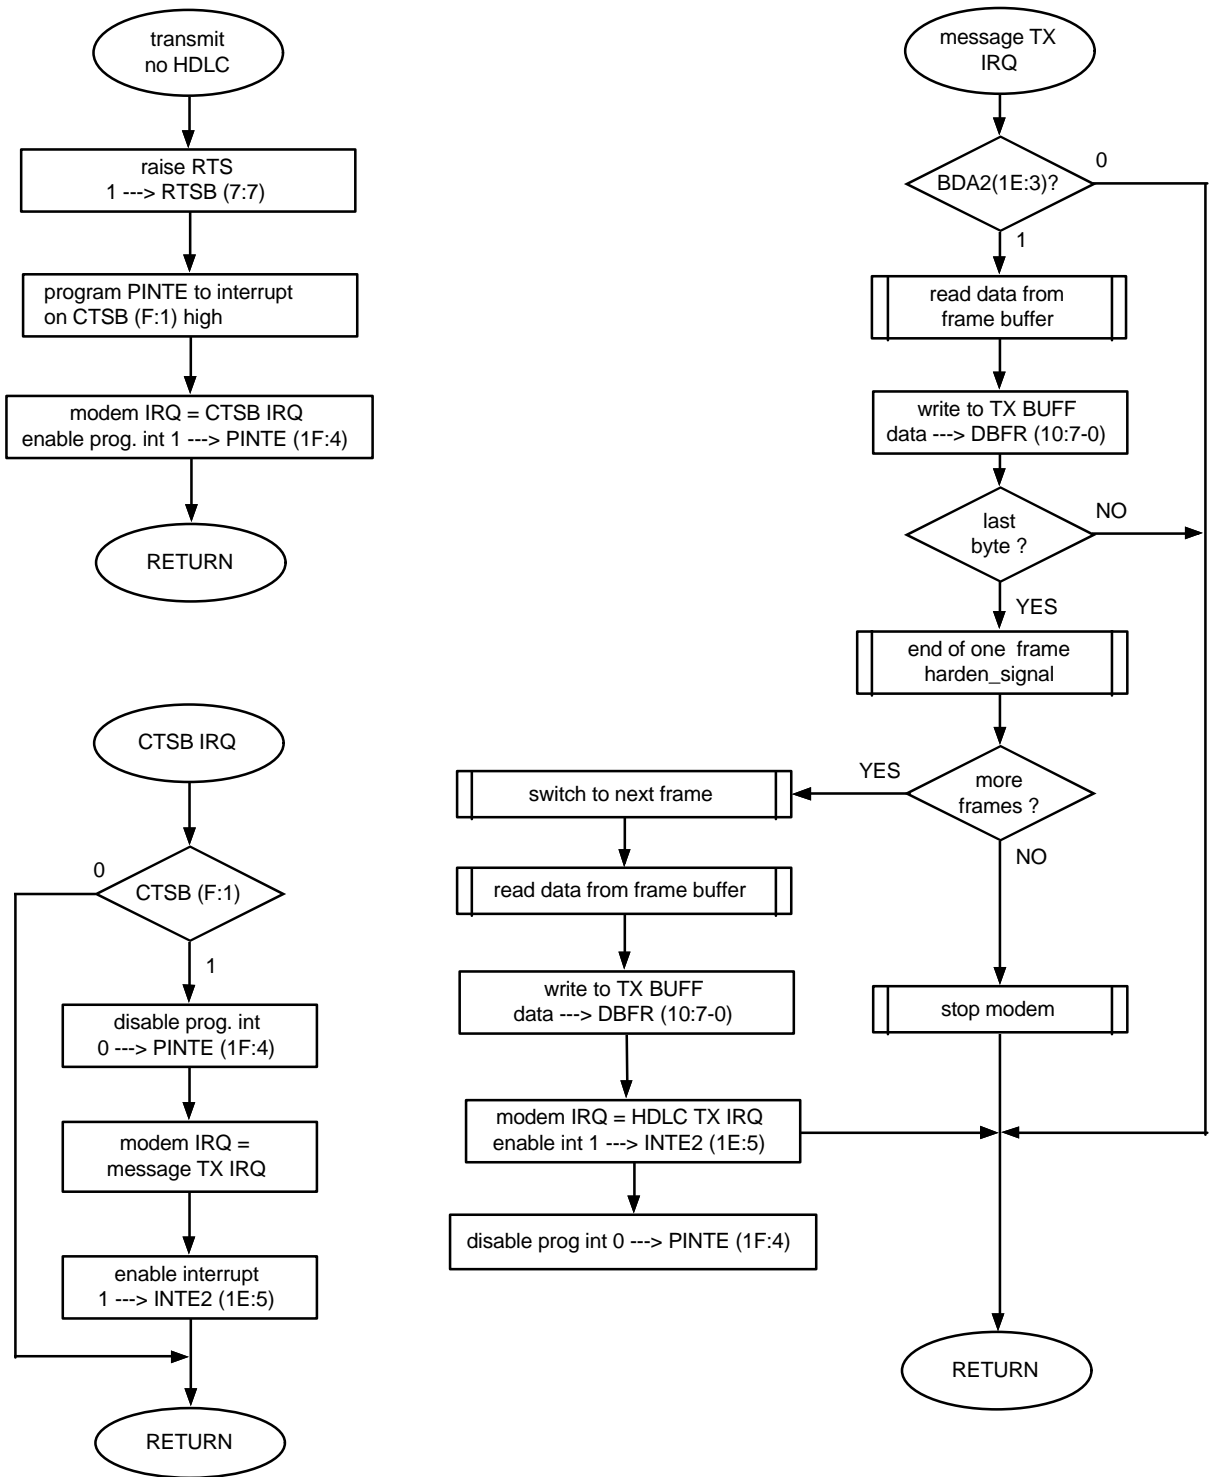 transmit
no HDLC
raise RTS
1 ---> RTSB (7:7)
program PINTE to interrupt
on CTSB (F:1) high
modem IRQ = CTSB IRQ
enable prog. int 1 ---> PINTE (1F:4)
RETURN
CTSB IRQ
0
CTSB (F:1)
1
disable prog. int
0 ---> PINTE (1F:4)
modem IRQ =
message TX IRQ
enable interrupt
1 ---> INTE2 (1E:5)
RETURN
message TX
IRQ
0
BDA2(1E:3)?
1
read data from
frame buffer
write to TX BUFF
data ---> DBFR (10:7-0)
last
byte ?
NO
YES
end of one  frame
harden_signal
more
frames ?
YES
NO
switch to next frame
read data from frame buffer
write to TX BUFF
data ---> DBFR (10:7-0)
modem IRQ = HDLC TX IRQ
enable int 1 ---> INTE2 (1E:5)
disable prog int 0 ---> PINTE (1F:4)
stop modem
RETURN